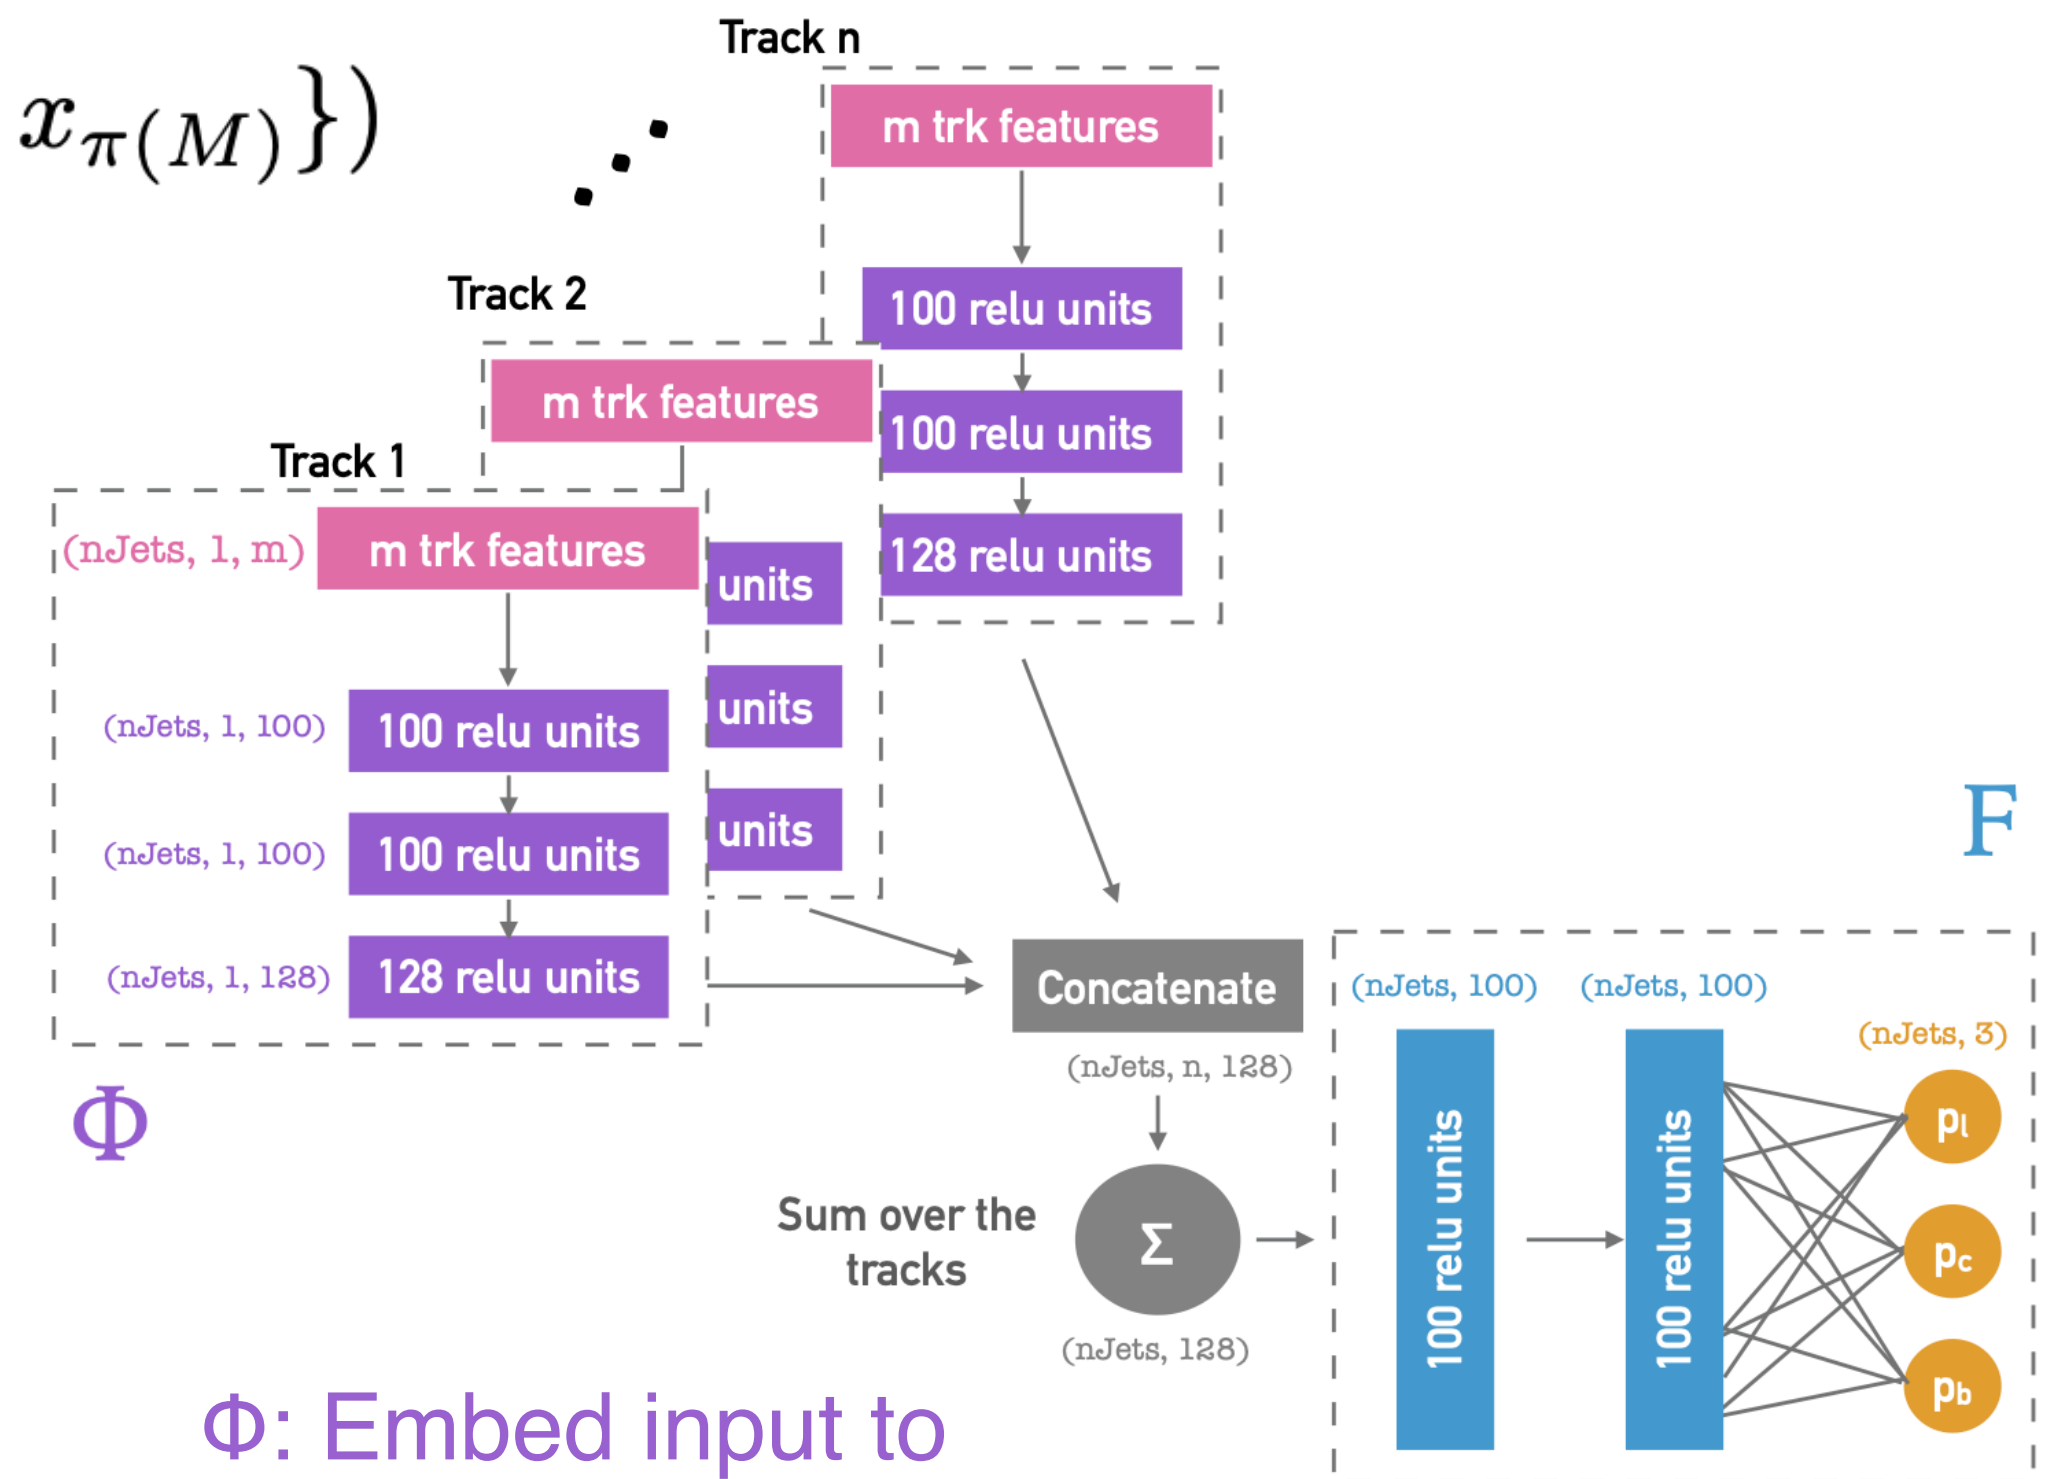 Track n
x_{π(M)}})
m trk features
100 relu units
100 relu units
128 relu units
Track 2
m trk features
units
units
units
Track 1
(nJets, 1, m) m trk features
(nJets, 1, 100) 100 relu units
(nJets, 1, 100) 100 relu units
(nJets, 1, 128) 128 relu units
Φ
Concatenate
(nJets, n, 128)
Sum over the
tracks
Σ
(nJets, 128)
F
(nJets, 100) (nJets, 100)
(nJets, 3)
100 relu units
100 relu units
pl
pc
pb
Φ: Embed input to